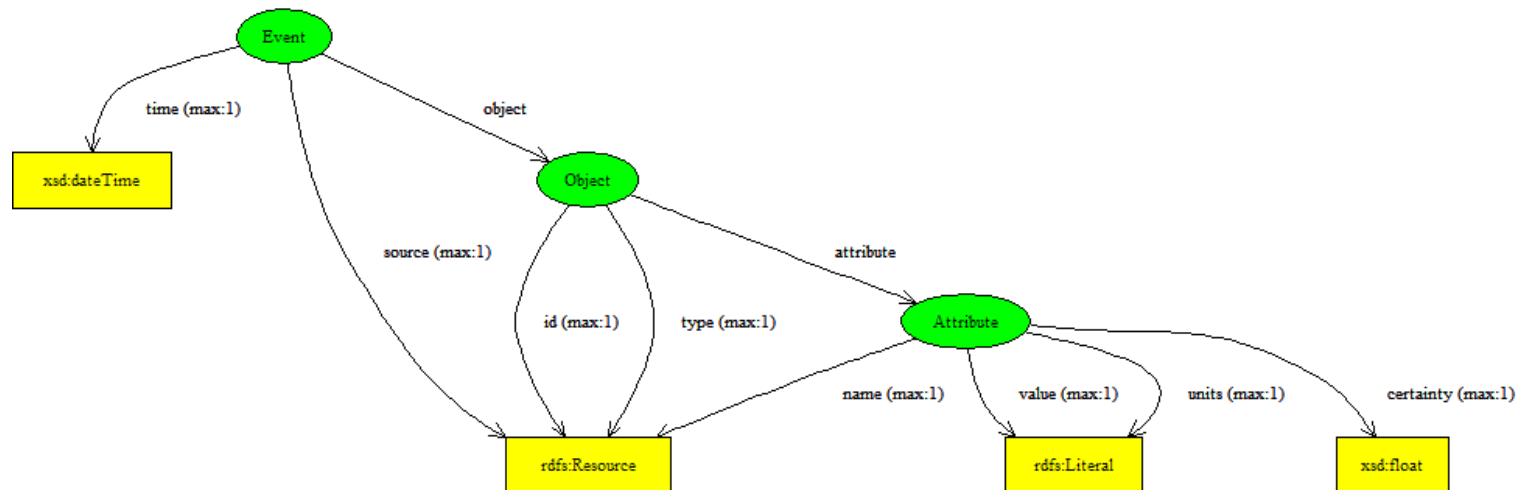 Event
time (max:1)
object
xsd:dateTime
Object
source (max:1)
attribute
id (max:1)
type (max:1)
Attribute
name (max:1)
value (max:1)
units (max:1)
certainty (max:1)
rdfs:Resource
rdfs:Literal
xsd:float